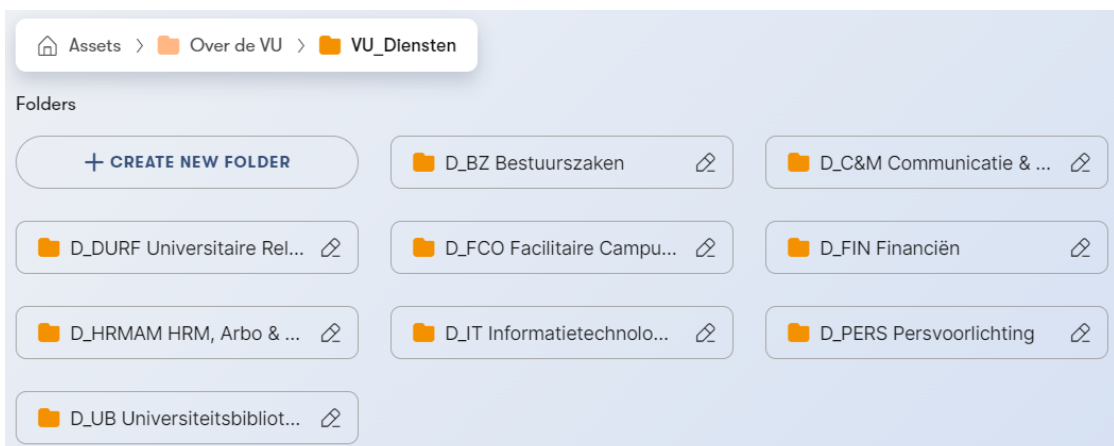 Assets > Over de VU > VU_Diensten
Folders
+ CREATE NEW FOLDER
D_BZ Bestuurszaken
D_C&M Communicatie & ...
D_DURF Universitaire Rel...
D_FCO Facilitaire Campu...
D_FIN Financiën
D_HRMAM HRM, Arbo & ...
D_IT Informatietechnolo...
D_PERS Persvoorlichting
D_UB Universiteitsbibliot...